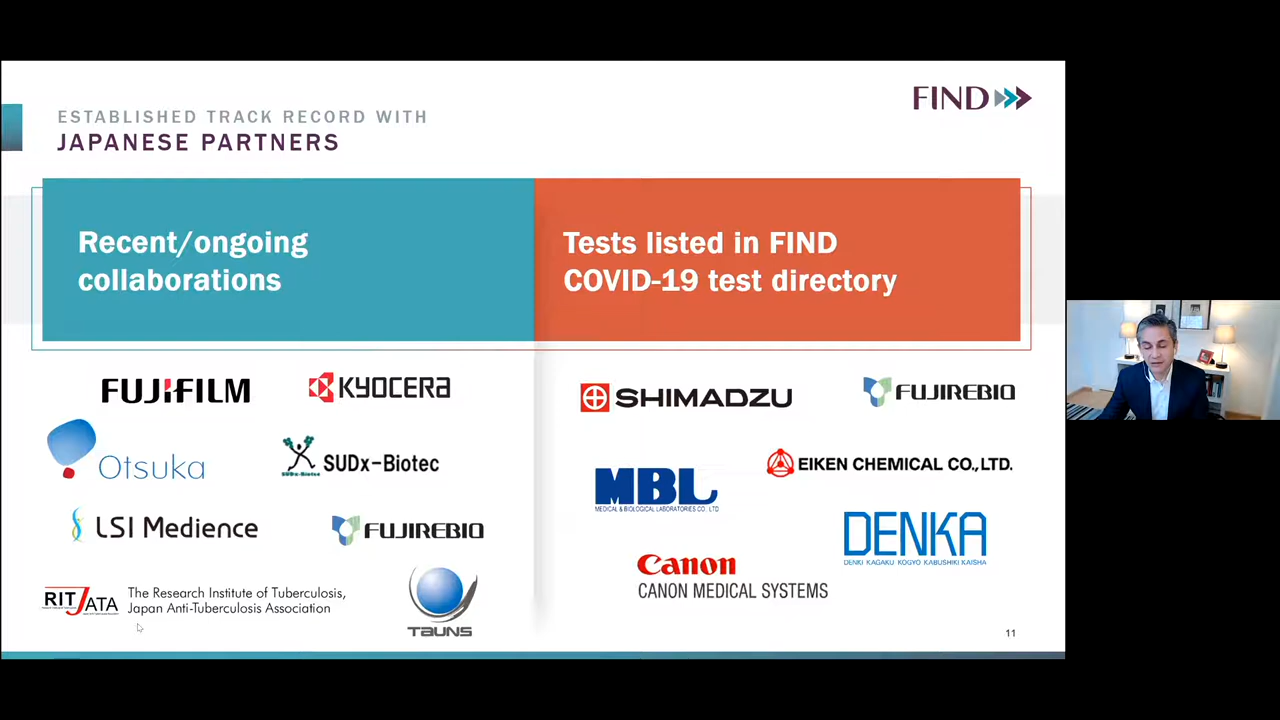 FIND
ESTABLISHED TRACK RECORD WITH
JAPANESE PARTNERS
Recent/ongoing
collaborations
Tests listed in FIND
COVID-19 test directory
FUJIFILM
KYOCERA
Otsuka
SUDx-Biotec
SUDx-Biotec
LSI Medience
FUJIREBIO
RIT JATA
The Research Institute of Tuberculosis,
Japan Anti-Tuberculosis Association
TAUNS
SHIMADZU
FUJIREBIO
MBL
MEDICAL & BIOLOGICAL LABORATORIES CO. LTD
EIKEN CHEMICAL CO., LTD.
DENKA
DENKI KAGAKU KOGYO KABUSHIKI KAISHA
Canon
CANON MEDICAL SYSTEMS
11